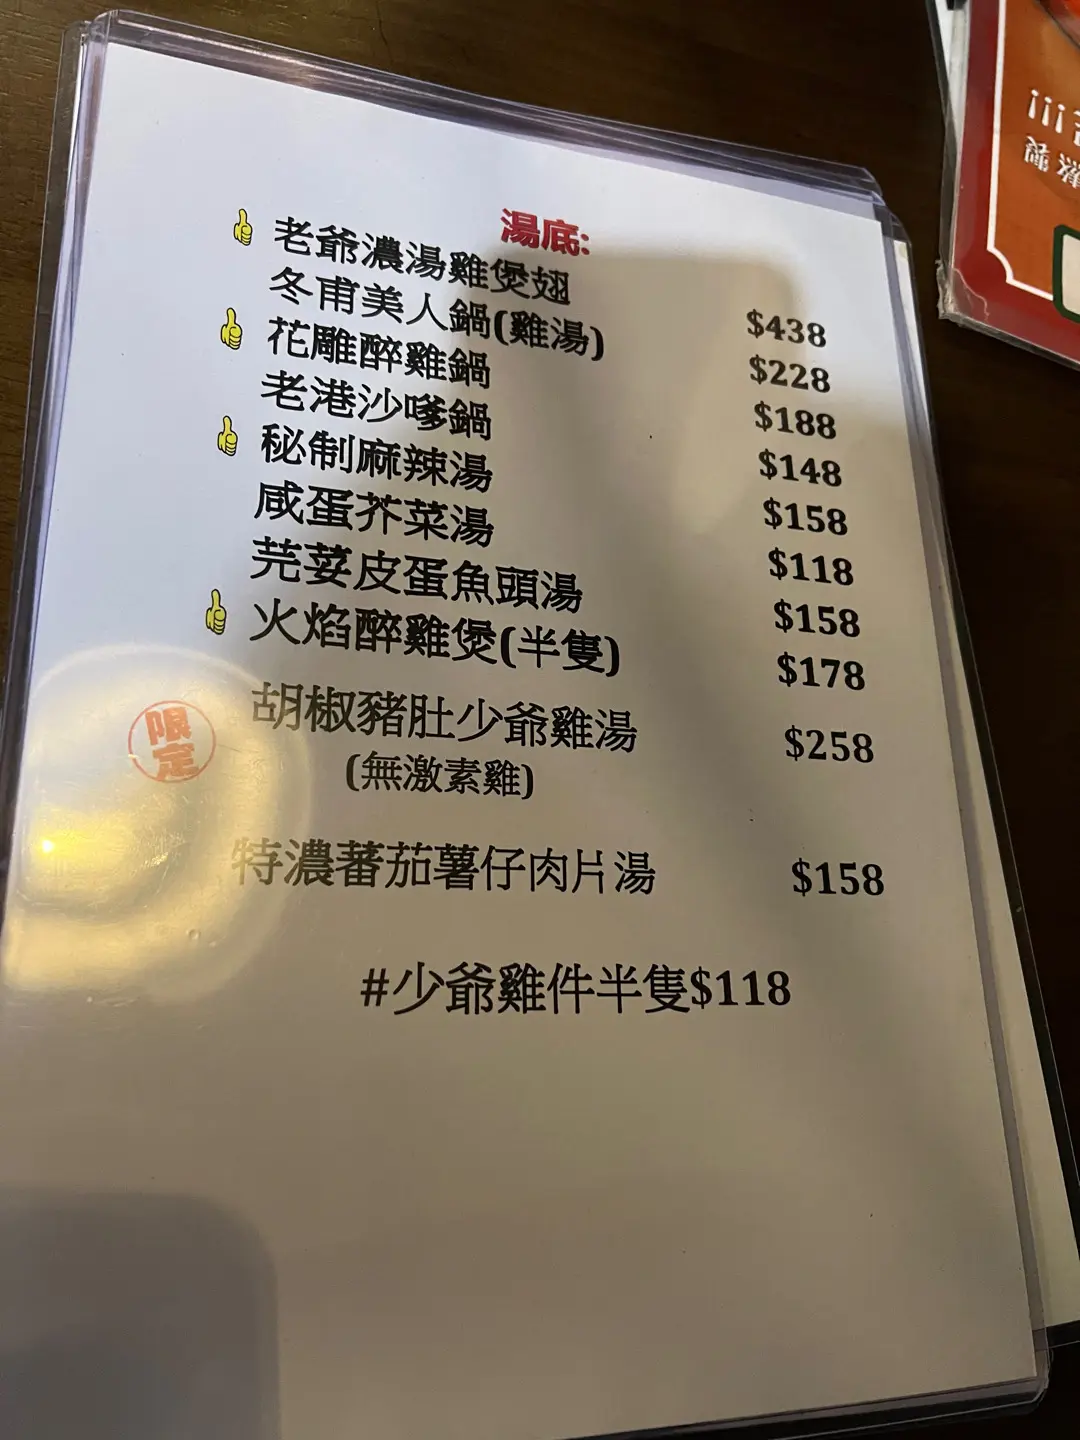 湯底:
老爺濃湯雞煲翅 $438
冬甫美人鍋(雞湯) $228
花雕醉雞鍋 $188
老港沙嗲鍋 $148
秘制麻辣湯 $158
咸蛋芥菜湯 $118
芫荽皮蛋魚頭湯 $158
火焰醉雞煲(半隻) $178
限定
胡椒豬肚少爺雞湯 $258
(無激素雞)
特濃蕃茄薯仔肉片湯 $158
#少爺雞件半隻$118